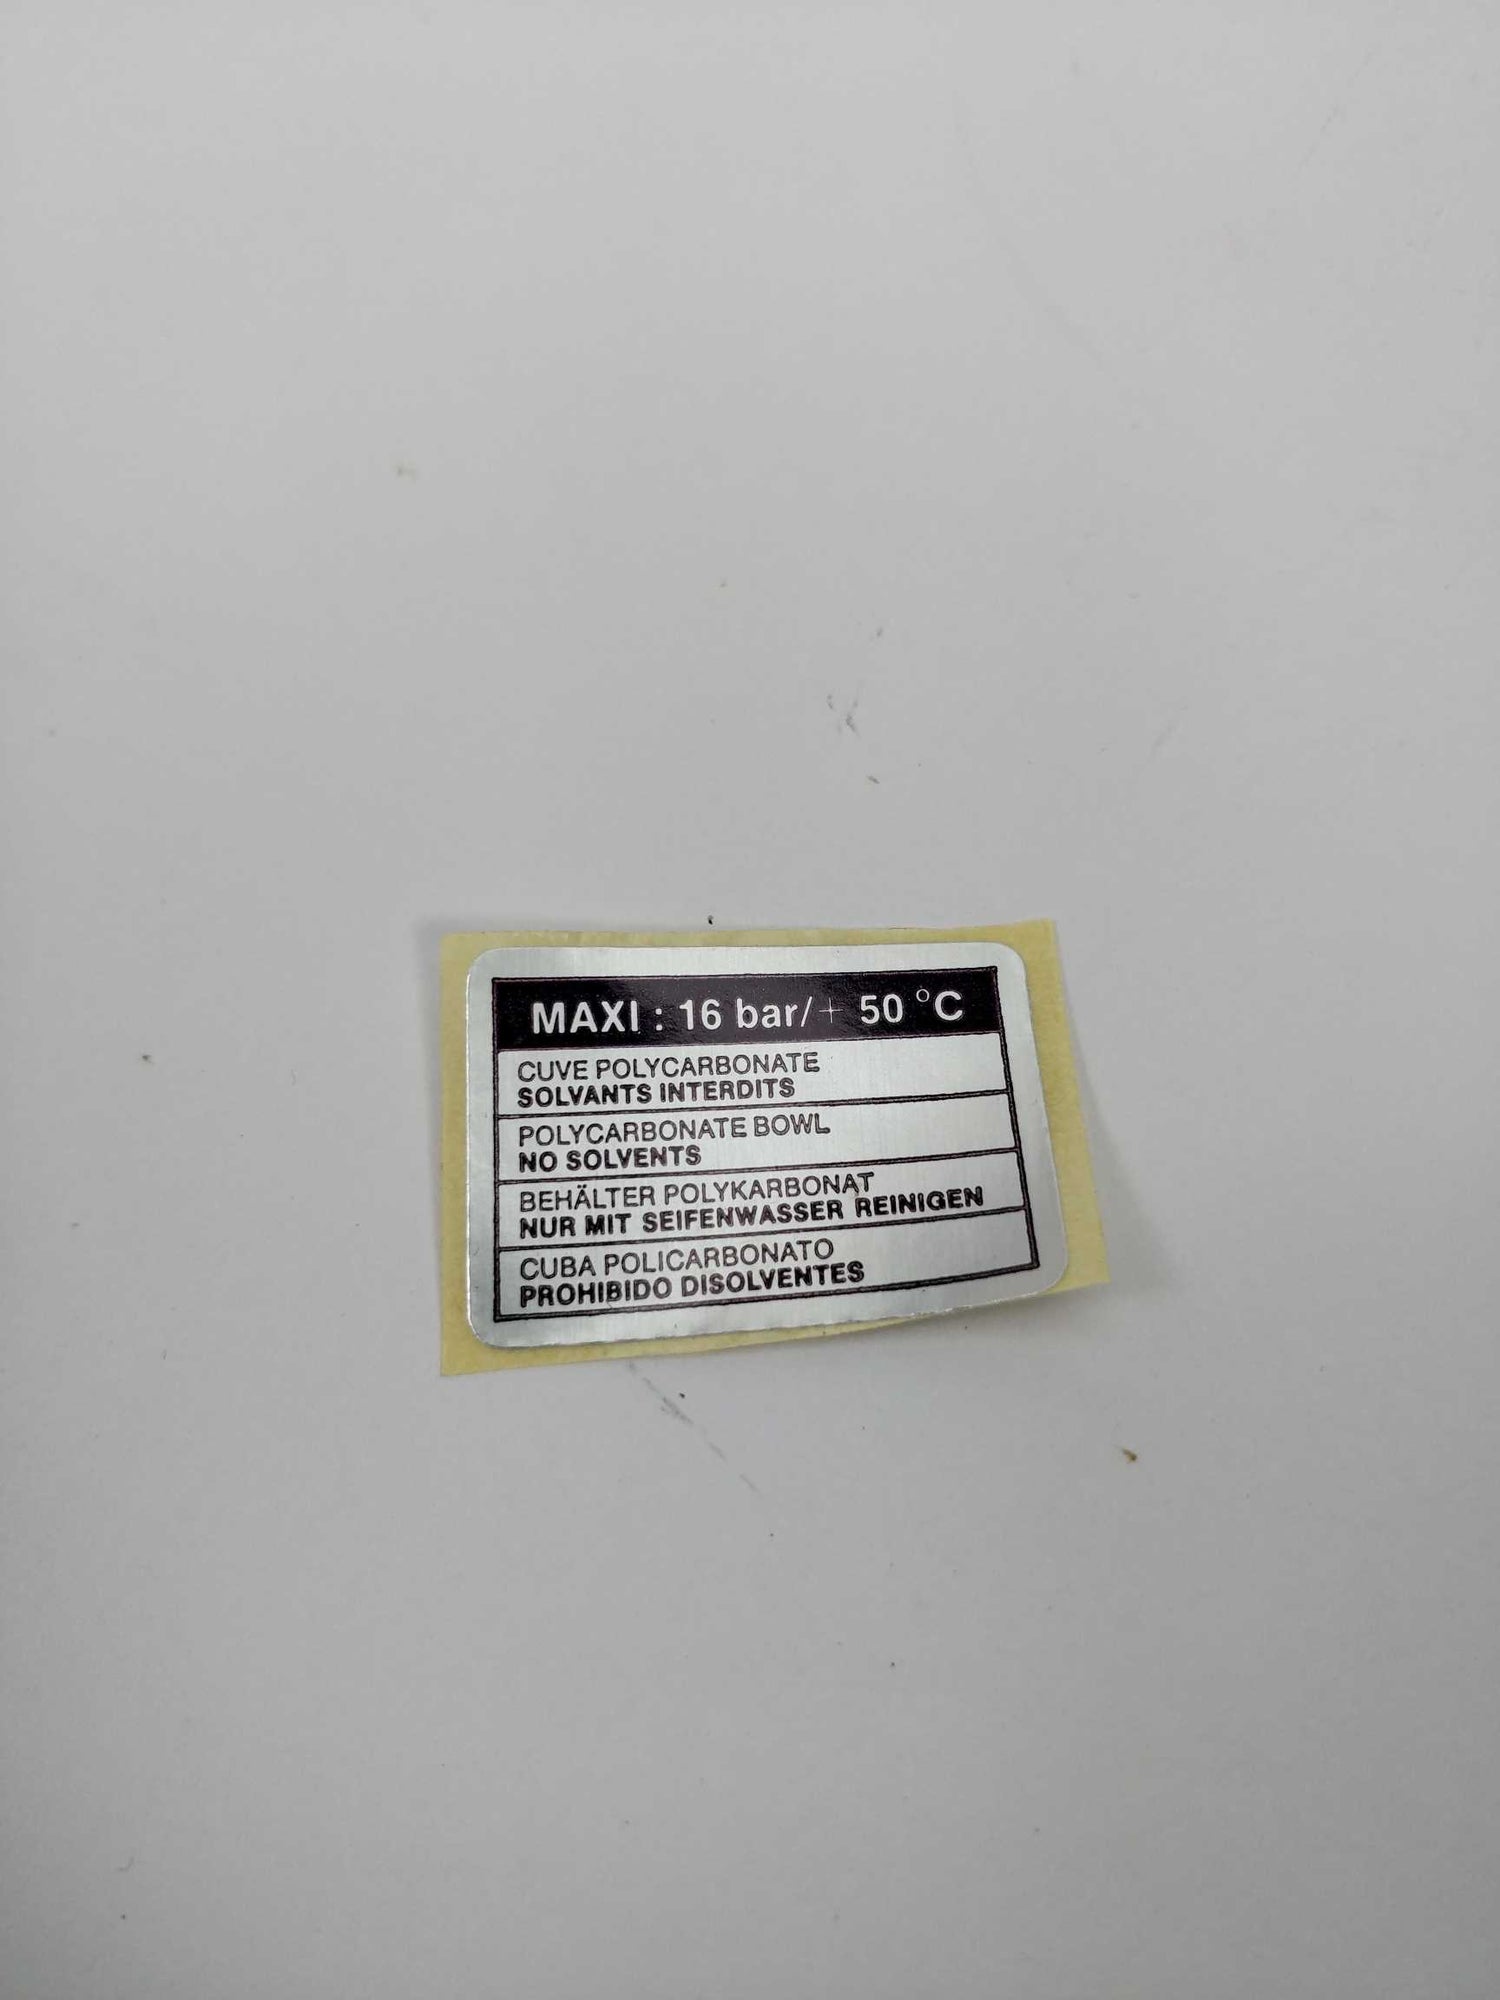 MAXI : 16 bar/+ 50 °C
CUVE POLYCARBONATE
SOLVANTS INTERDITS
POLYCARBONATE BOWL
NO SOLVENTS
BEHÄLTER POLYKARBONAT
NUR MIT SEIFENWASSER REINIGEN
CUBA POLICARBONATO
PROHIBIDO DISOLVENTES